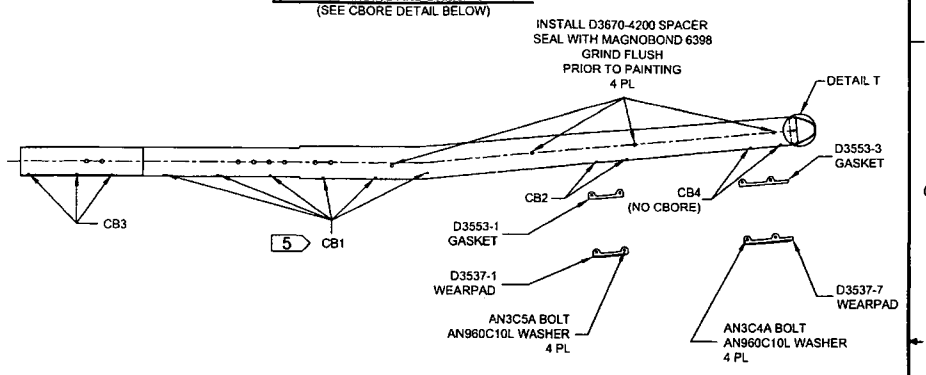 (SEE CBORE DETAIL BELOW)
INSTALL D3670-4200 SPACER
SEAL WITH MAGNOBOND 6398
GRIND FLUSH
PRIOR TO PAINTING
4 PL
DETAIL T
D3553-3
GASKET
CB3
5
CB1
CB2
CB4
(NO CBORE)
D3553-1
GASKET
D3537-1
WEARPAD
AN3C5A BOLT
AN960C10L WASHER
4 PL
D3537-7
WEARPAD
AN3C4A BOLT
AN960C10L WASHER
4 PL